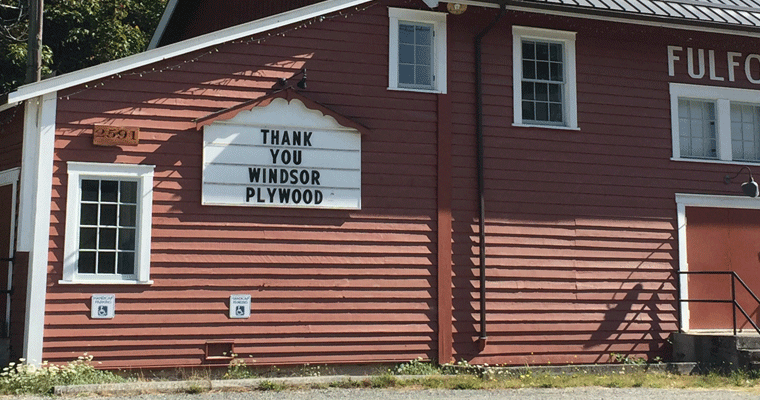 FULFO
2591
THANK
YOU
WINDSOR
PLYWOOD